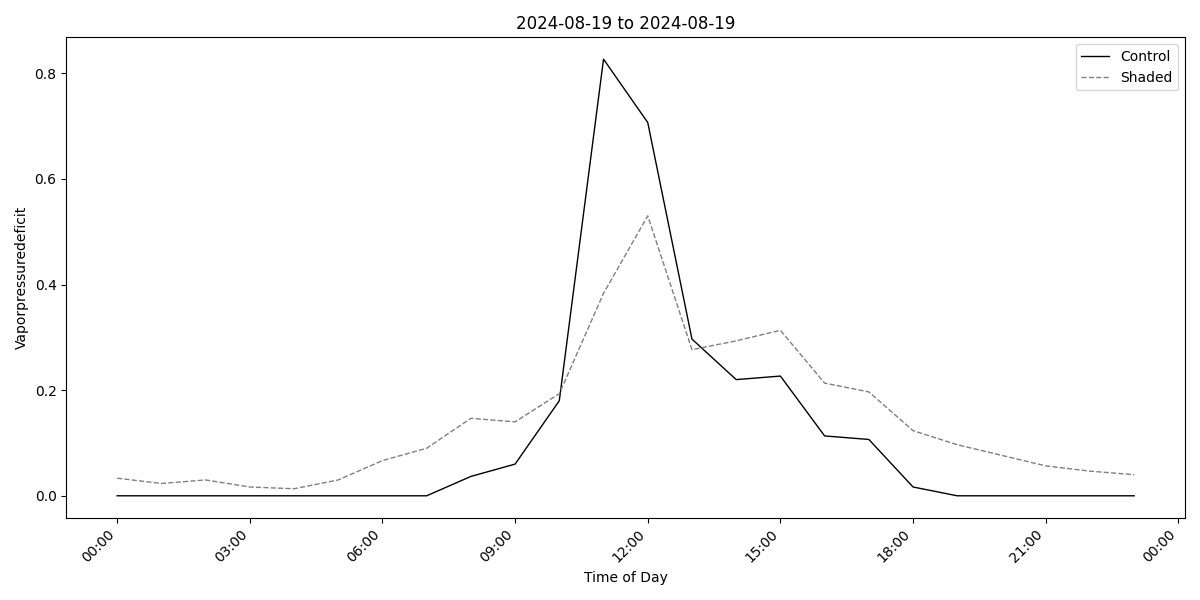 2024-08-19 to 2024-08-19
Control
Shaded
Vaporpressuredeficit
0.8
0.6
0.4
0.2
0.0
00:00
03:00
06:00
09:00
12:00
15:00
18:00
21:00
00:00
Time of Day